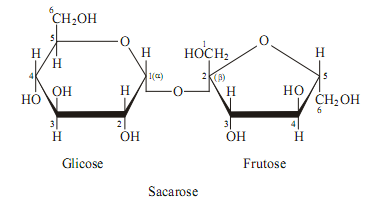 6
CH₂OH
5
O
H
H
H
4
OH
H
1(α)
HO
3
2
H
OH
O
1
HOCH₂
O
H
2
(β)
5
H
HO
CH₂OH
6
3
4
OH
H
Glicose
Frutose
Sacarose